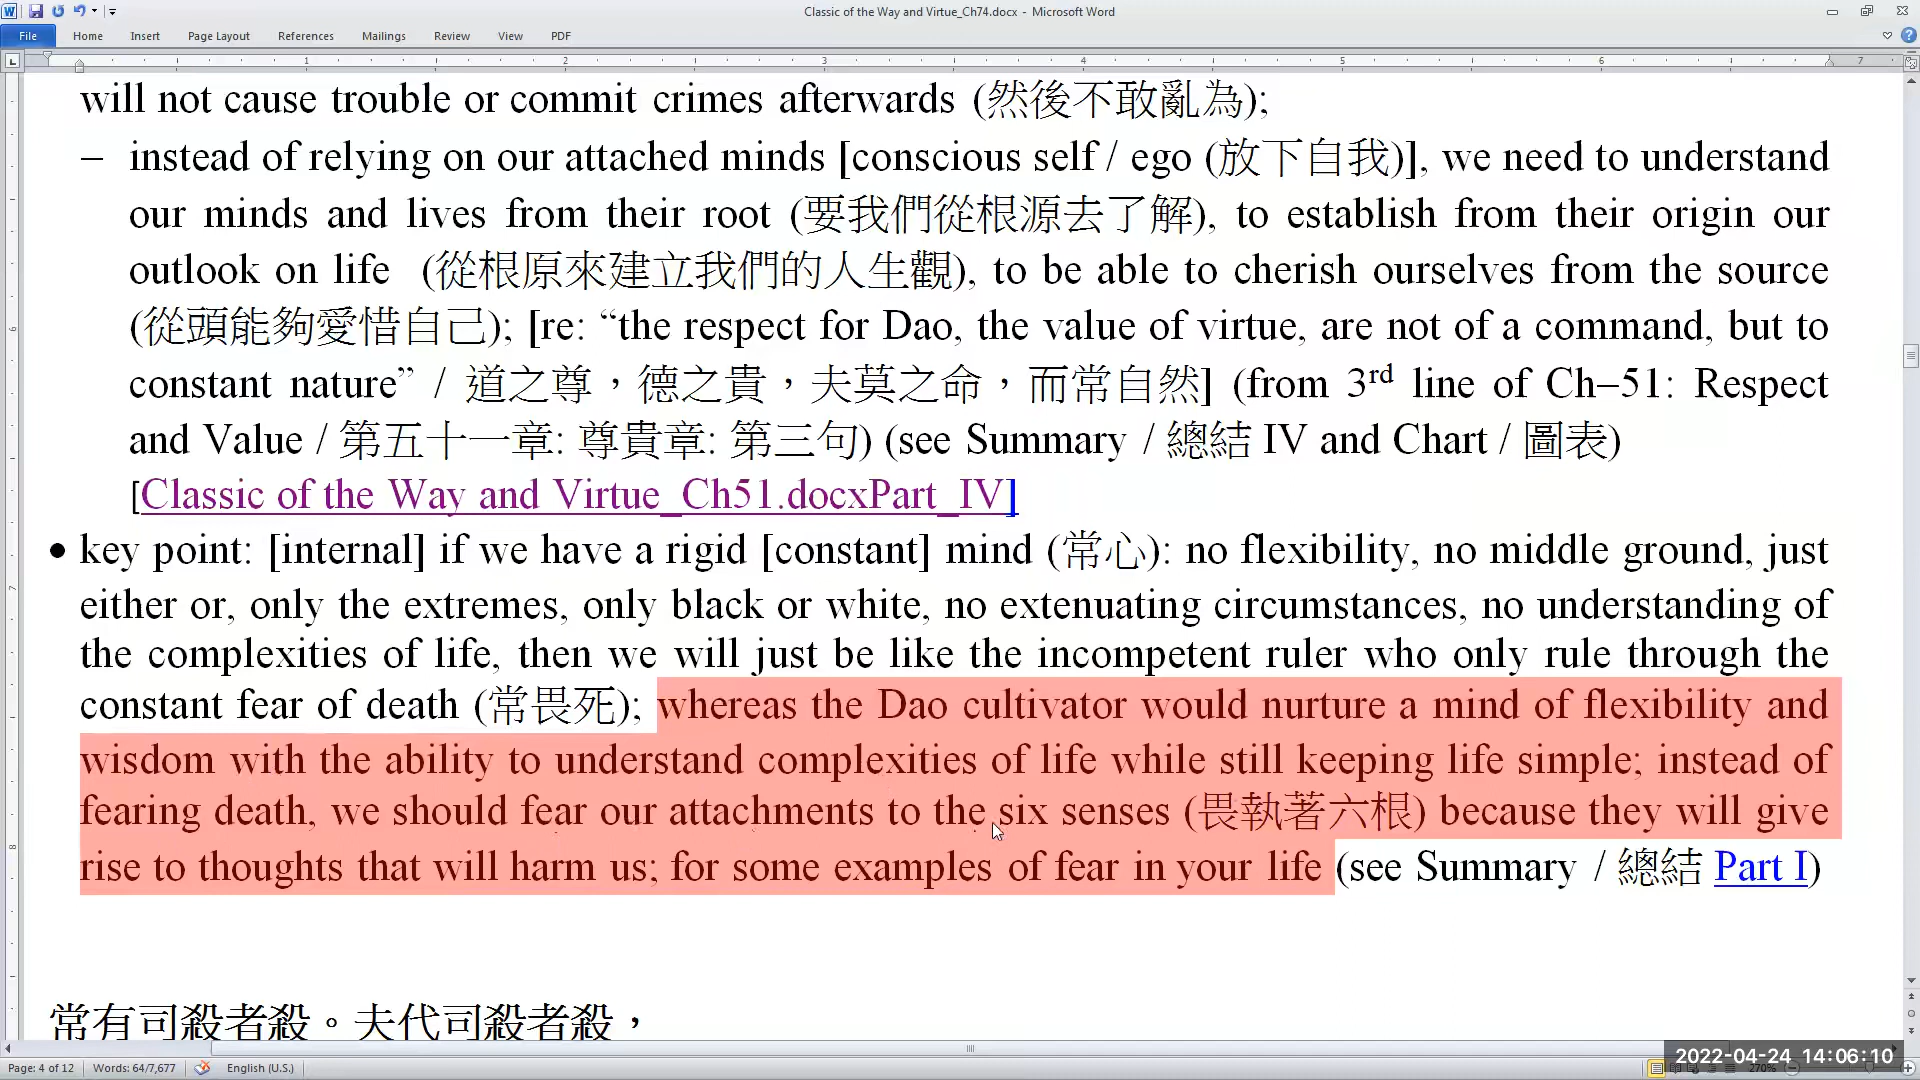 Classic of the Way and Virtue_Ch74.docx - Microsoft Word
File Home Insert Page Layout References Mailings Review View PDF
1 2 3 4 5 6 7
will not cause trouble or commit crimes afterwards (然後不敢亂為);
– instead of relying on our attached minds [conscious self / ego (放下自我)], we need to understand
our minds and lives from their root (要我們從根源去了解), to establish from their origin our
outlook on life (從根原來建立我們的人生觀), to be able to cherish ourselves from the source
(從頭能夠愛惜自己); [re: “the respect for Dao, the value of virtue, are not of a command, but to
constant nature” / 道之尊，德之貴，夫莫之命，而常自然] (from 3rd line of Ch–51: Respect
and Value / 第五十一章: 尊貴章: 第三句) (see Summary / 總結 IV and Chart / 圖表)
[Classic of the Way and Virtue_Ch51.docxPart_IV]
• key point: [internal] if we have a rigid [constant] mind (常心): no flexibility, no middle ground, just
either or, only the extremes, only black or white, no extenuating circumstances, no understanding of
the complexities of life, then we will just be like the incompetent ruler who only rule through the
constant fear of death (常畏死); whereas the Dao cultivator would nurture a mind of flexibility and
wisdom with the ability to understand complexities of life while still keeping life simple; instead of
fearing death, we should fear our attachments to the six senses (畏執著六根) because they will give
rise to thoughts that will harm us; for some examples of fear in your life (see Summary / 總結 Part I)
常有司殺者殺。夫代司殺者殺，
Page: 4 of 12 Words: 64/7,677 English (U.S.) 270%
2022-04-24 14:06:10